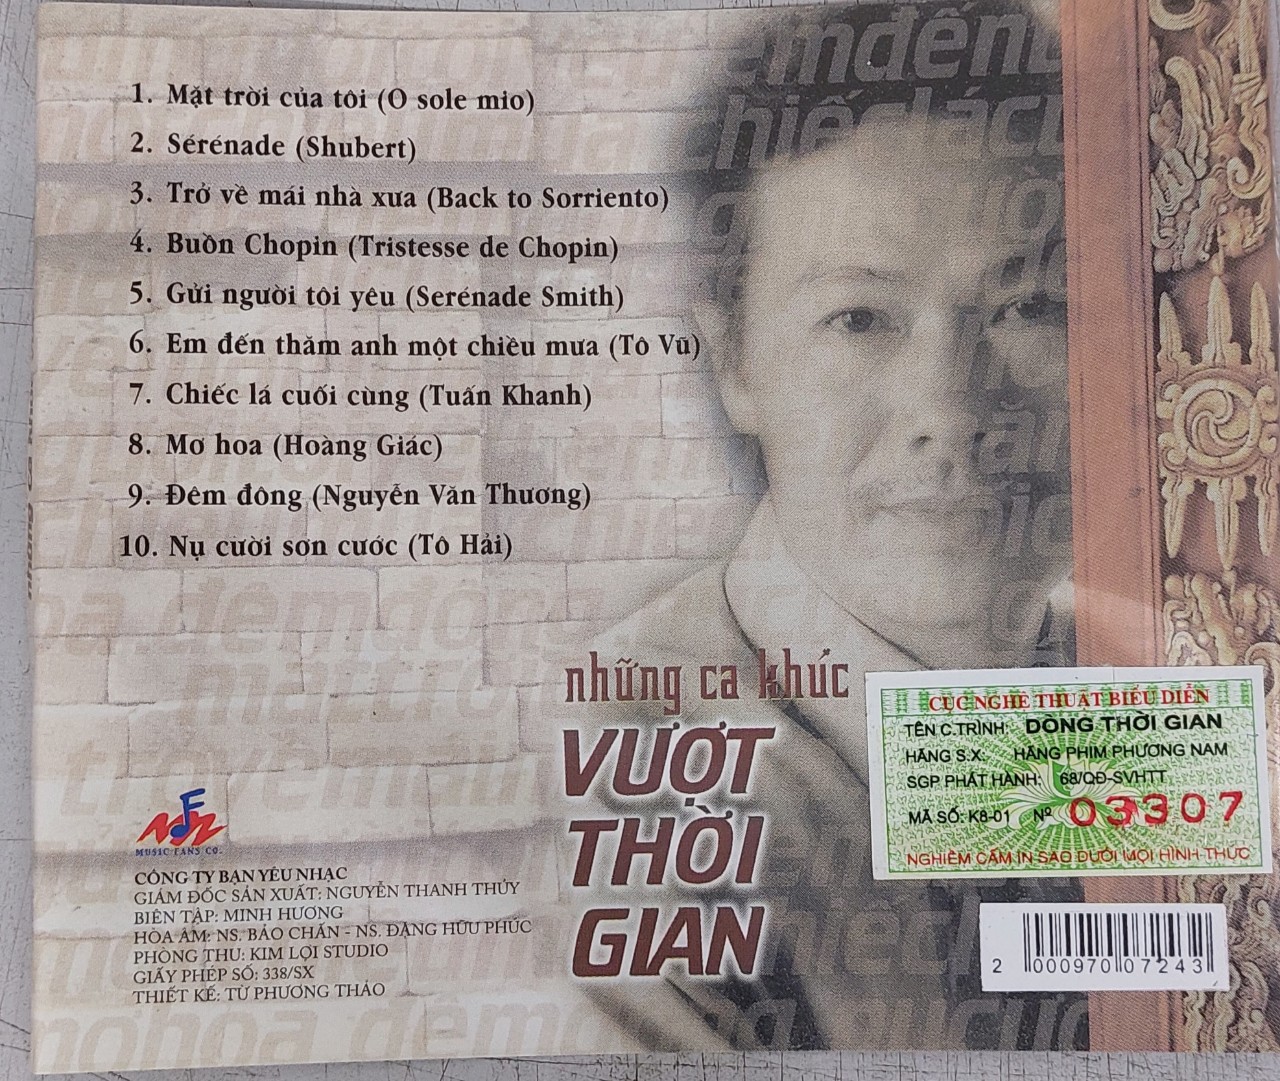 1. Mặt trời của tôi (O sole mio)
2. Sérénade (Shubert)
3. Trở về mái nhà xưa (Back to Sorriento)
4. Buồn Chopin (Tristesse de Chopin)
5. Gửi người tôi yêu (Serénade Smith)
6. Em đến thăm anh một chiều mưa (Tô Vũ)
7. Chiếc lá cuối cùng (Tuấn Khanh)
8. Mơ hoa (Hoàng Giác)
9. Đêm đông (Nguyễn Văn Thương)
10. Nụ cười sơn cước (Tô Hải)
những ca khúc
VƯỢT
THỜI
GIAN
CỤC NGHỆ THUẬT BIỂU DIỄN
TÊN C.TRÌNH: DÒNG THỜI GIAN
HÃNG S.X: HÃNG PHIM PHƯƠNG NAM
SGP PHÁT HÀNH: 68/QĐ-SVHTT
MÃ SỐ: K8-01 Nº 03307
NGHIÊM CẤM IN SAO DƯỚI MỌI HÌNH THỨC
MUSIC FANS CO.
CÔNG TY BẠN YÊU NHẠC
GIÁM ĐỐC SẢN XUẤT: NGUYỄN THANH THÚY
BIÊN TẬP: MINH HƯƠNG
HÒA ÂM: NS. BẢO CHẤN - NS. ĐẶNG HỮU PHÚC
PHÒNG THU: KIM LỢI STUDIO
GIẤY PHÉP SỐ: 338/SX
THIẾT KẾ: TỪ PHƯƠNG THẢO
2 000970 07243